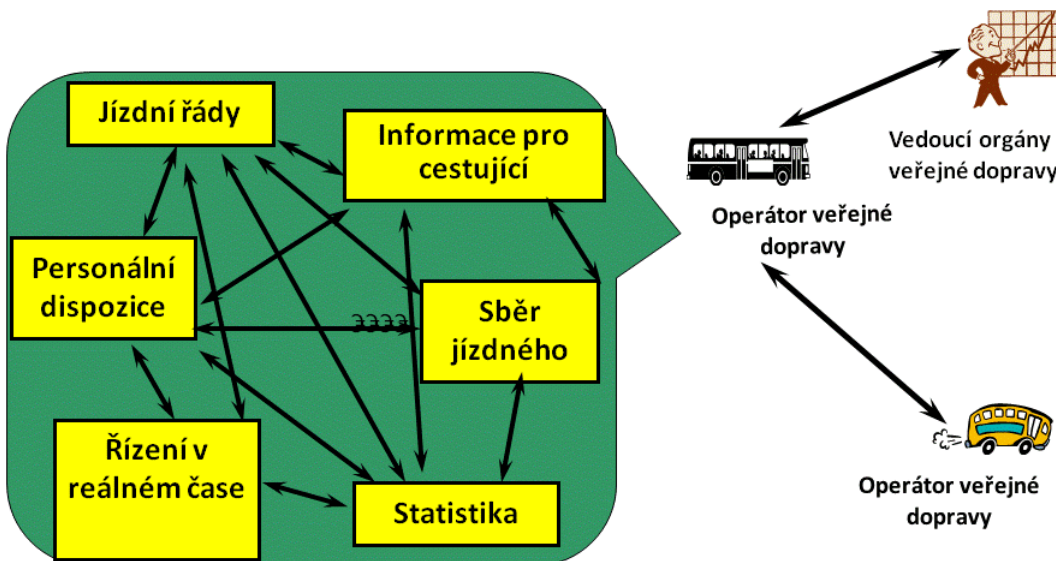 Jízdní řády
Informace pro
cestující
Vedoucí orgány
veřejné dopravy
Operátor veřejné
dopravy
Personální
dispozice
Sběr
jízdného
Řízení v
reálném čase
Statistika
Operátor veřejné
dopravy